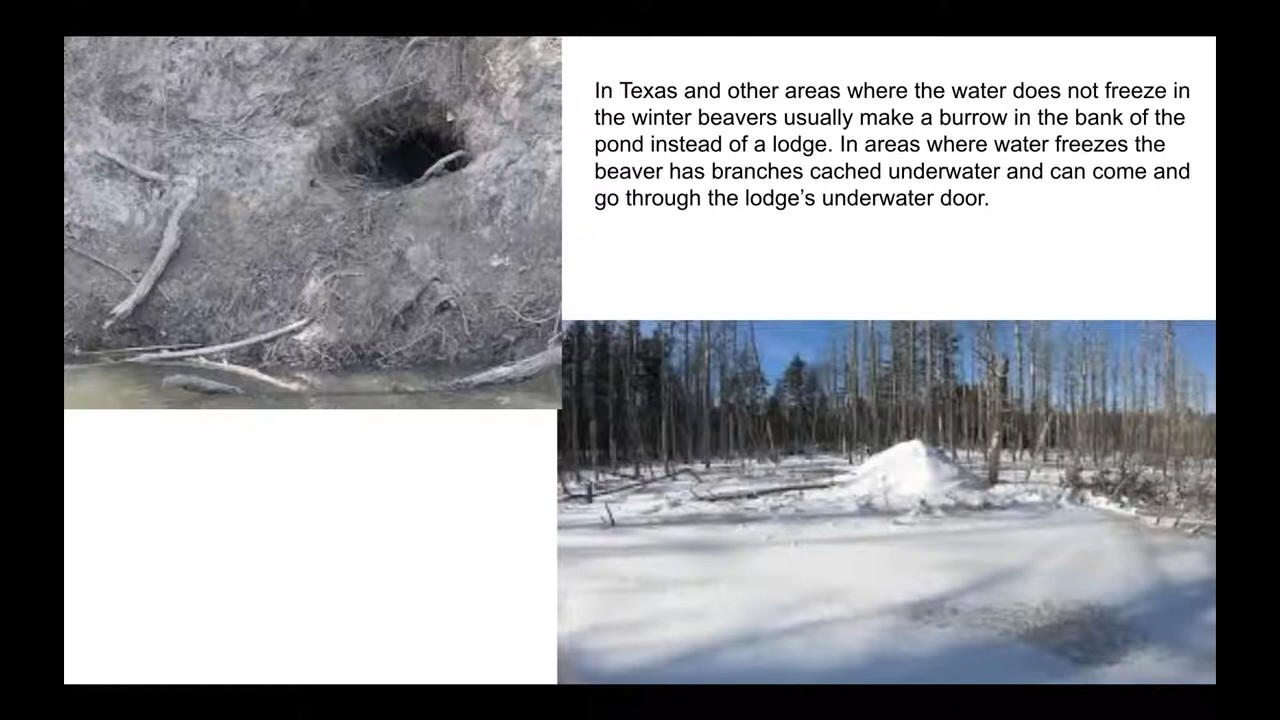 In Texas and other areas where the water does not freeze in
the winter beavers usually make a burrow in the bank of the
pond instead of a lodge. In areas where water freezes the
beaver has branches cached underwater and can come and
go through the lodge’s underwater door.